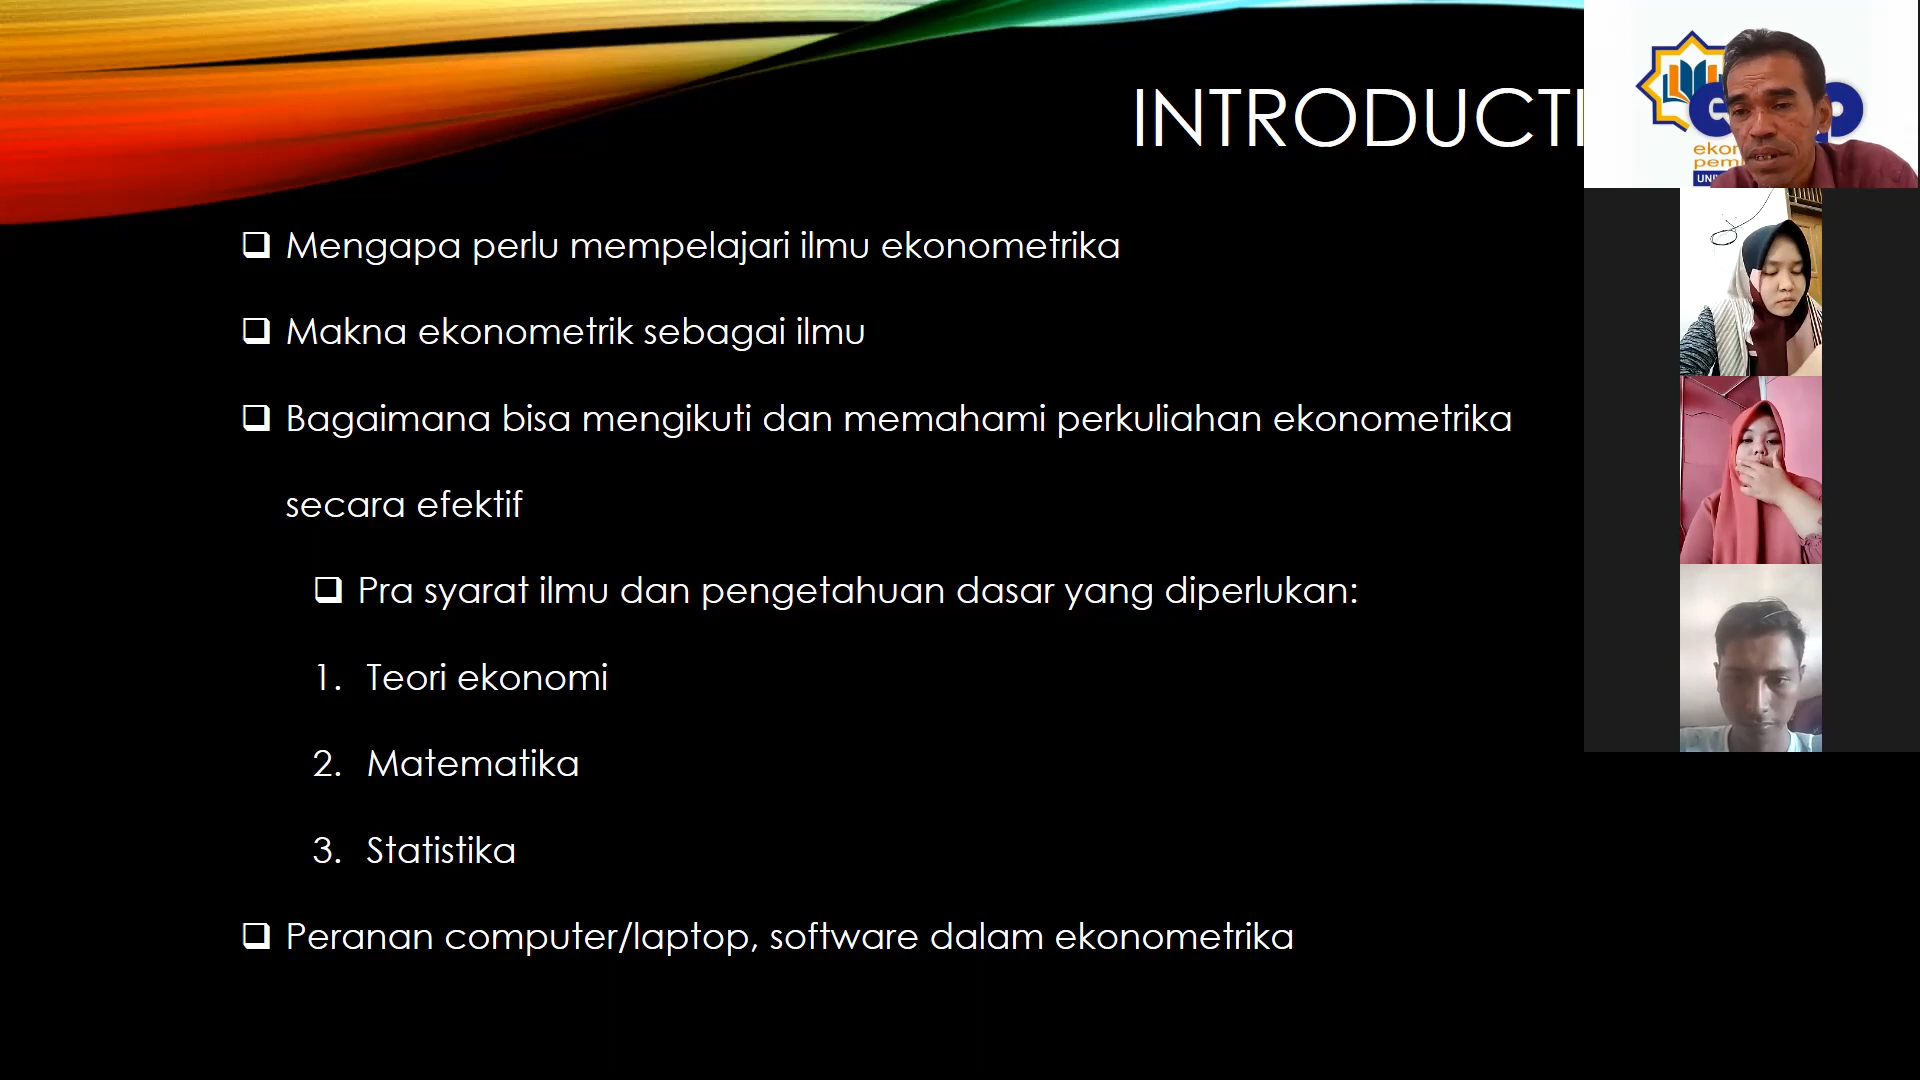 INTRODUCTI
❑ Mengapa perlu mempelajari ilmu ekonometrika
❑ Makna ekonometrik sebagai ilmu
❑ Bagaimana bisa mengikuti dan memahami perkuliahan ekonometrika
secara efektif
❑ Pra syarat ilmu dan pengetahuan dasar yang diperlukan:
1. Teori ekonomi
2. Matematika
3. Statistika
❑ Peranan computer/laptop, software dalam ekonometrika